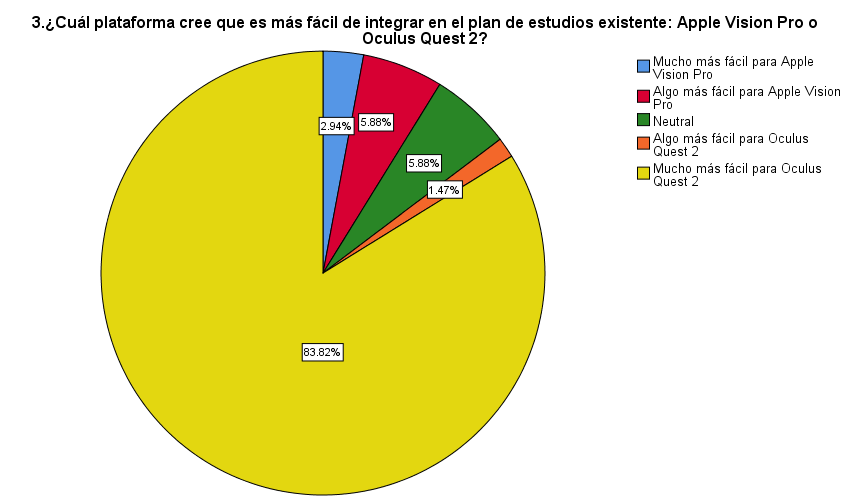 3.¿Cuál plataforma cree que es más fácil de integrar en el plan de estudios existente: Apple Vision Pro o
Oculus Quest 2?
Mucho más fácil para Apple
Vision Pro
Algo más fácil para Apple Vision
Pro
Neutral
Algo más fácil para Oculus
Quest 2
Mucho más fácil para Oculus
Quest 2
2.94%
5.88%
5.88%
1.47%
83.82%